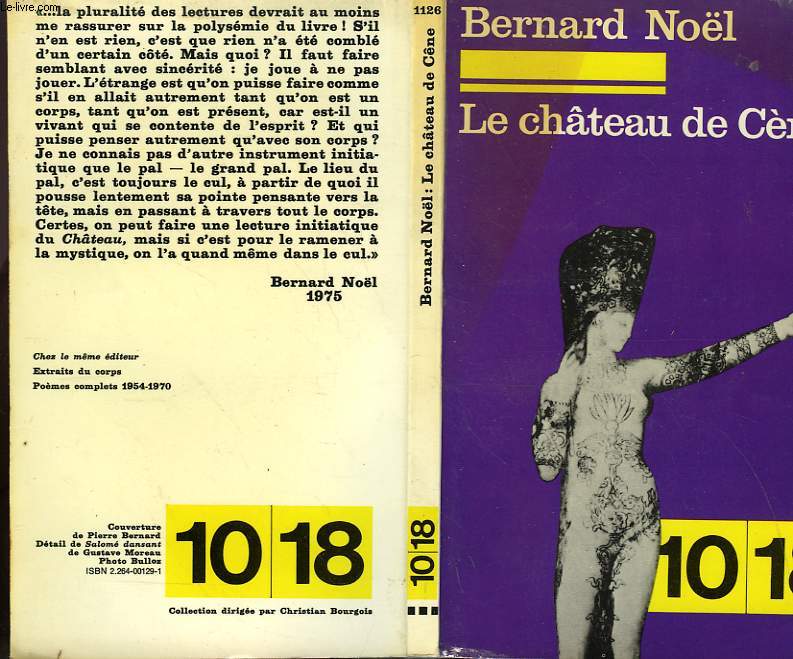 Le-livre.com
«...la pluralité des lectures devrait au moins
me rassurer sur la polysémie du livre ! S'il
n'en est rien, c'est que rien n'a été comblé
d'un certain côté. Mais quoi ? Il faut faire
semblant avec sincérité : je joue à ne pas
jouer. L'étrange est qu'on puisse faire comme
s'il en allait autrement tant qu'on est un
corps, tant qu'on est présent, car est-il un
vivant qui se contente de l'esprit ? Et qui
puisse penser autrement qu'avec son corps ?
Je ne connais pas d'autre instrument initia-
tique que le pal — le grand pal. Le lieu du
pal, c'est toujours le cul, à partir de quoi il
pousse lentement sa pointe pensante vers la
tête, mais en passant à travers tout le corps.
Certes, on peut faire une lecture initiatique
du Château, mais si c'est pour le ramener à
la mystique, on l'a quand même dans le cul.»
Bernard Noël
1975
Chez le même éditeur
Extraits du corps
Poèmes complets 1954-1970
Couverture
de Pierre Bernard
Détail de Salomé dansant
de Gustave Moreau
Photo Bulloz
ISBN 2.264-00129-1
10 18
Collection dirigée par Christian Bourgois
1126
Bernard Noël : Le château de Cène
10 18
Bernard Noël
Le château de Cèn
10 18